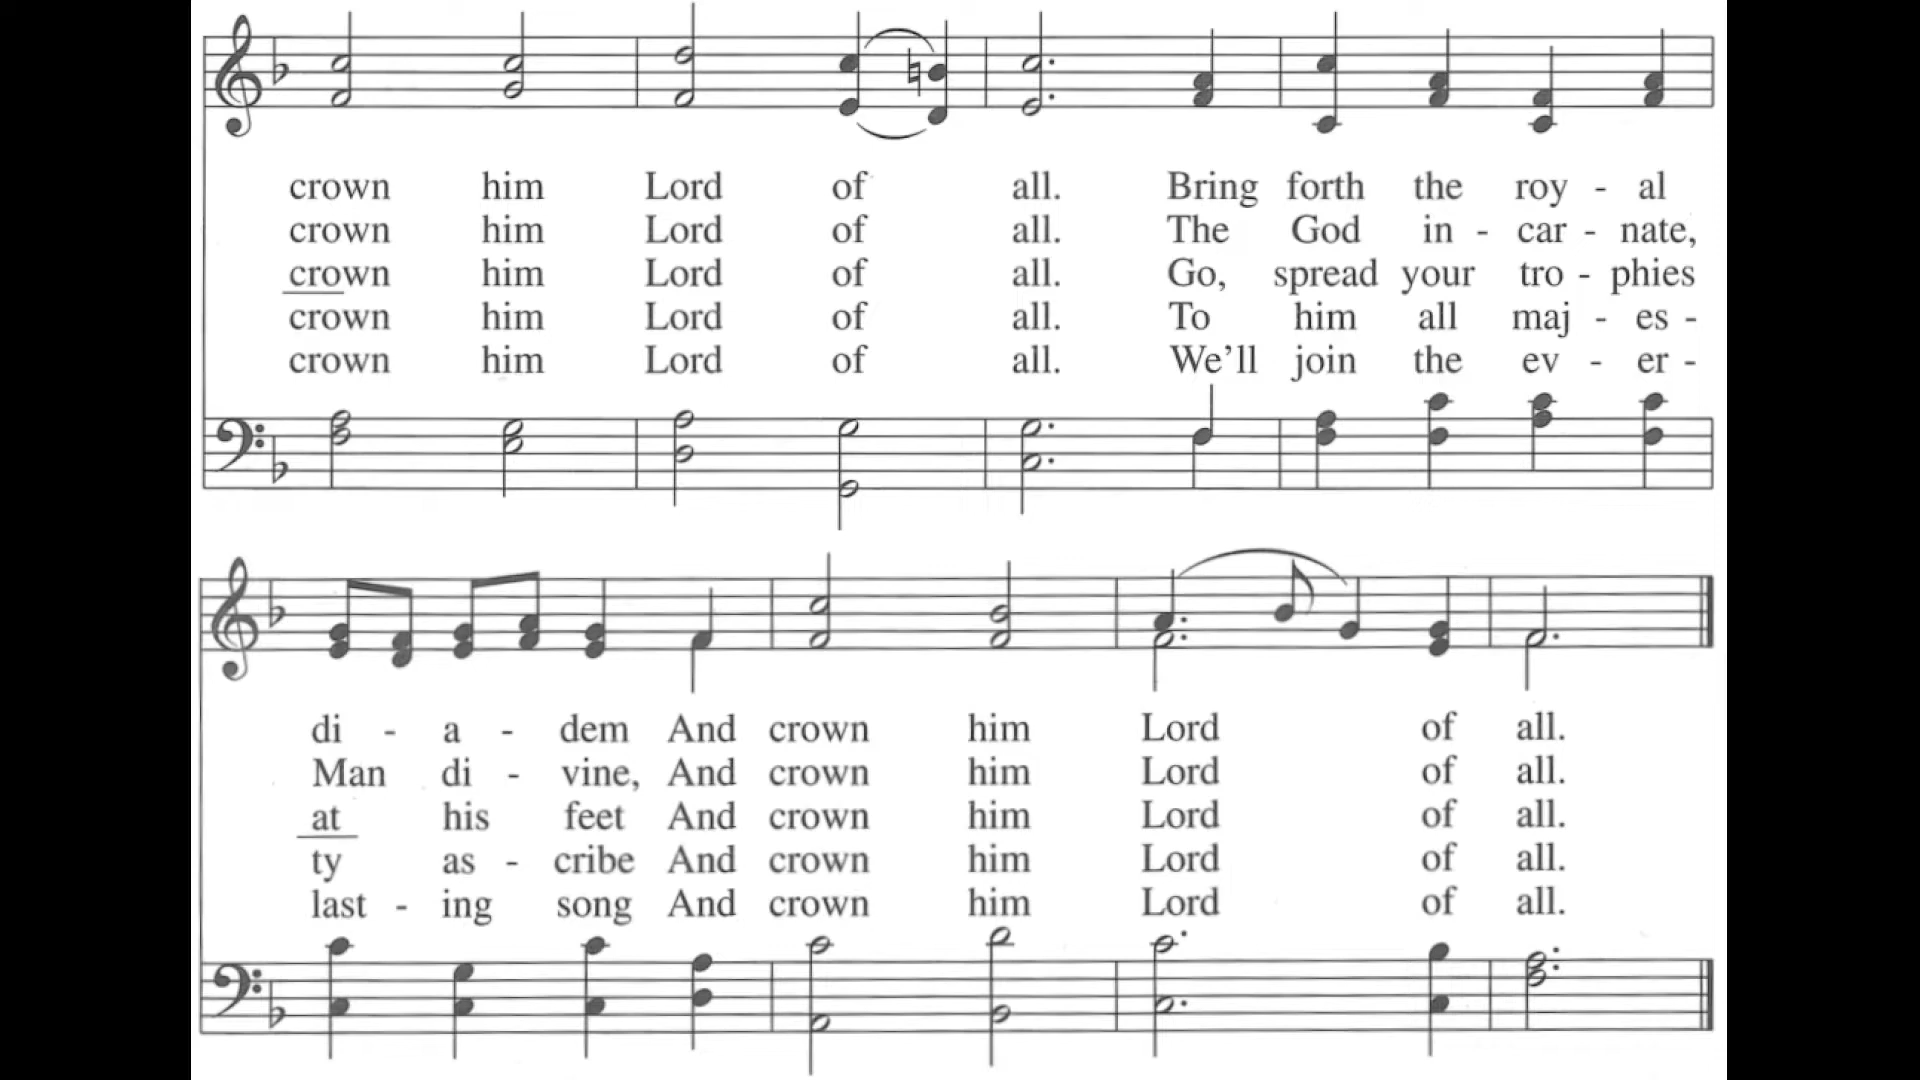 crown him Lord of all. Bring forth the roy - al
crown him Lord of all. The God in - car - nate,
crown him Lord of all. Go, spread your tro - phies
crown him Lord of all. To him all maj - es -
crown him Lord of all. We'll join the ev - er -
di - a - dem And crown him Lord of all.
Man di - vine, And crown him Lord of all.
at his feet And crown him Lord of all.
ty as - cribe And crown him Lord of all.
last - ing song And crown him Lord of all.